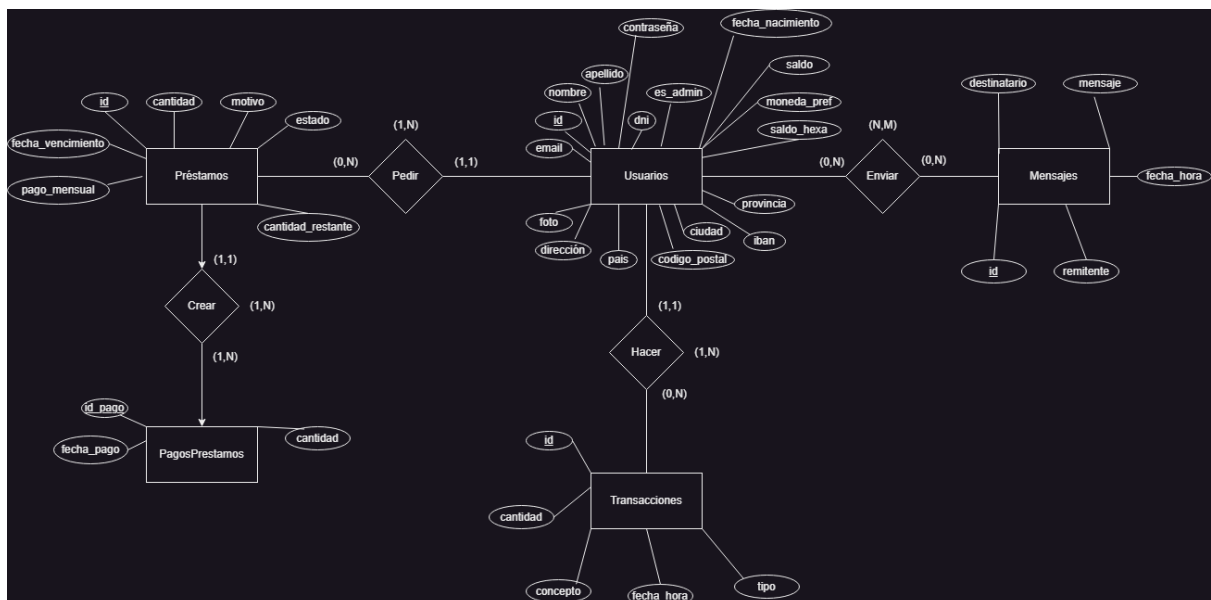 contraseña
fecha_nacimiento
apellido
saldo
nombre
es_admin
destinatario
mensaje
id
cantidad
motivo
moneda_pref
estado
(1,N)
id
dni
saldo_hexa
(N,M)
fecha_vencimiento
email
(0,N)
(1,1)
(0,N)
(0,N)
Préstamos
Pedir
Usuarios
Enviar
Mensajes
fecha_hora
pago_mensual
provincia
cantidad_restante
foto
ciudad
iban
dirección
pais
codigo_postal
(1,1)
id
remitente
Crear
(1,N)
(1,1)
(1,N)
Hacer
(1,N)
(0,N)
id_pago
cantidad
fecha_pago
PagosPrestamos
id
Transacciones
cantidad
concepto
fecha_hora
tipo